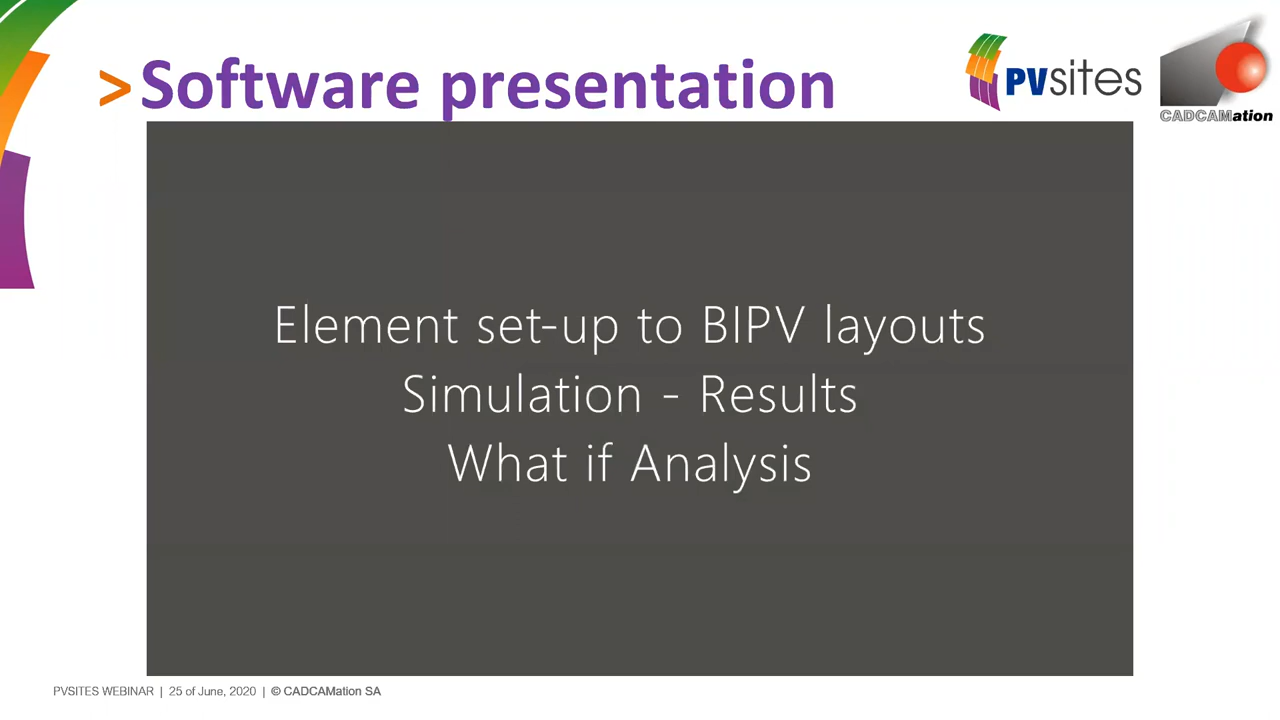 >Software presentation
PVsites
CADCAMation
Element set-up to BIPV layouts
Simulation - Results
What if Analysis
PVSITES WEBINAR | 25 of June, 2020 | © CADCAMation SA